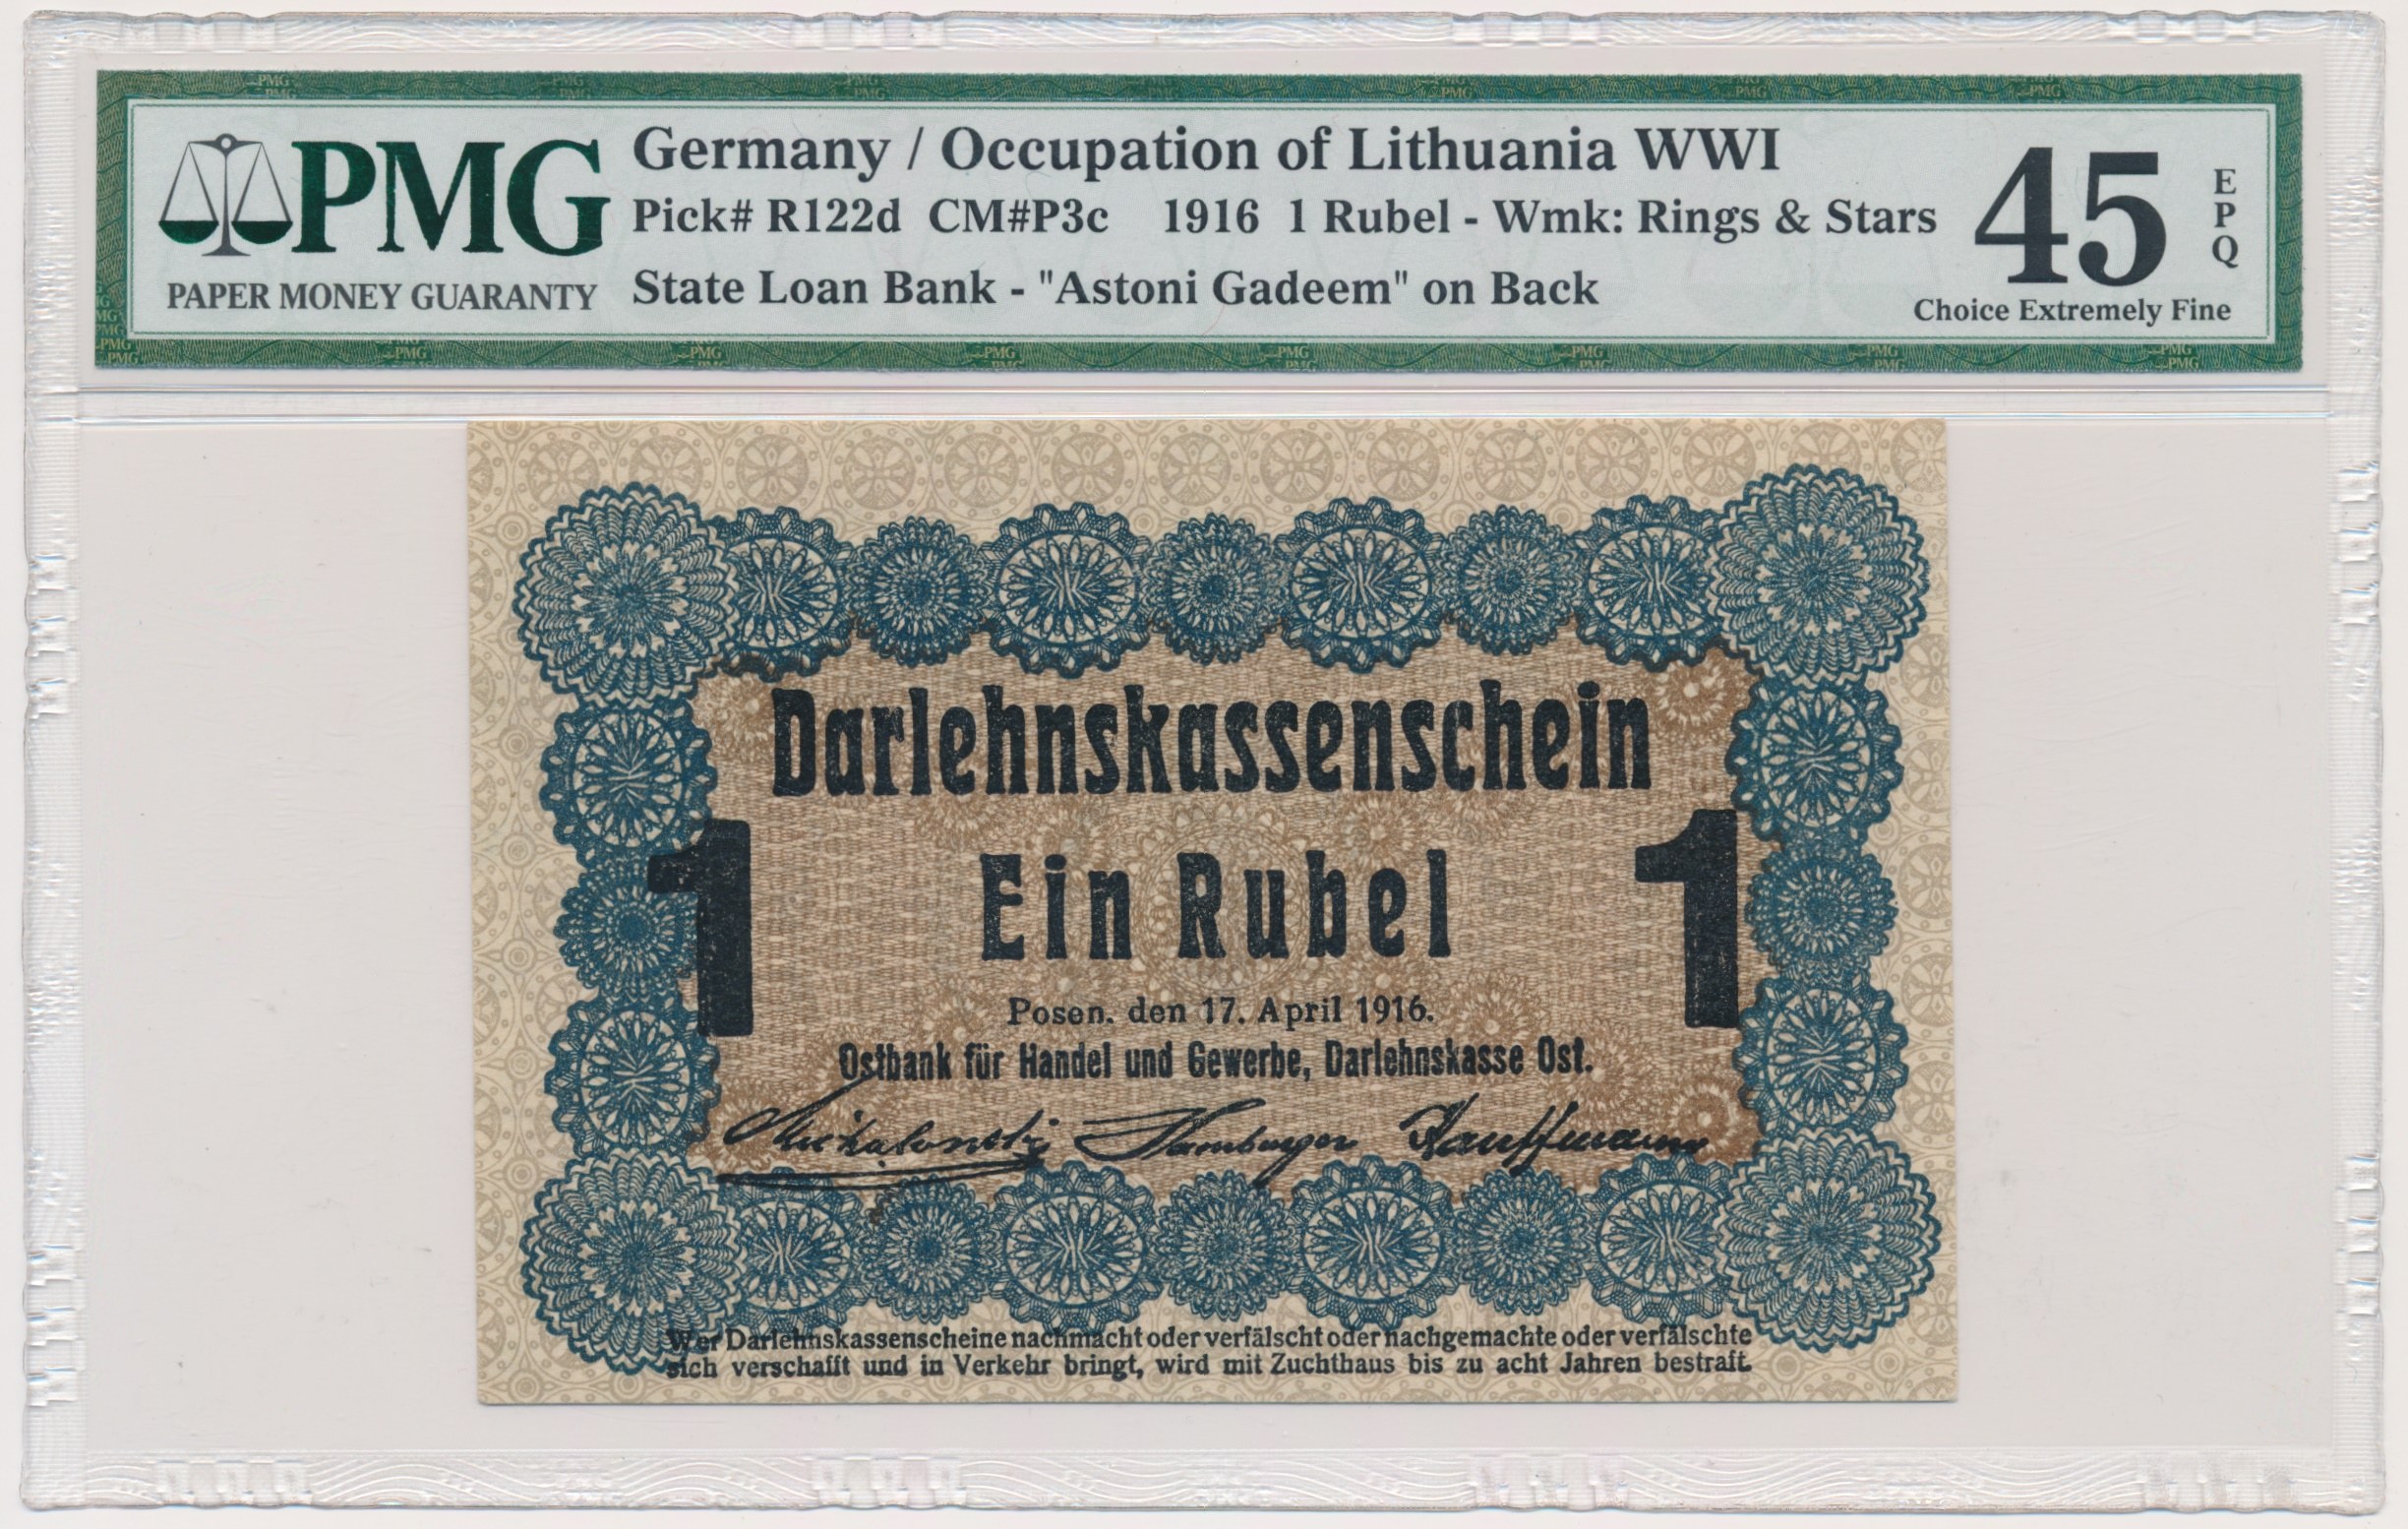 PMG
PAPER MONEY GUARANTY
Germany / Occupation of Lithuania WWI
Pick# R122d CM#P3c 1916 1 Rubel - Wmk: Rings & Stars
State Loan Bank - "Astoni Gadeem" on Back
45
EPQ
Choice Extremely Fine
Darlehnskassenschein
1 Ein Rubel 1
Posen, den 17. April 1916.
Ostbank für Handel und Gewerbe, Darlehnskasse Ost.
Michalowski Hamburger Kauffmann
Wer Darlehnskassenscheine nachmacht oder verfälscht oder nachgemachte oder verfälschte
sich verschafft und in Verkehr bringt, wird mit Zuchthaus bis zu acht Jahren bestraft.